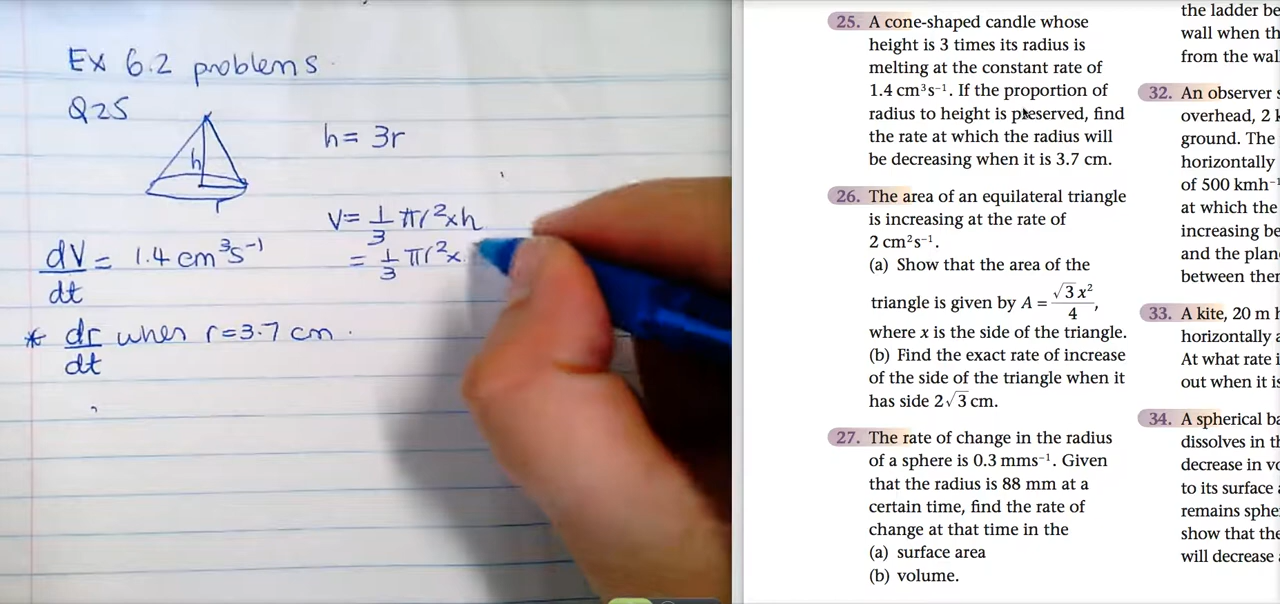 Ex 6.2 problems
Q25
h
r
h = 3r
V = 1/3 πr² x h
= 1/3 πr² x
dV/dt = 1.4 cm³s⁻¹
* dr/dt when r = 3.7 cm .
25. A cone-shaped candle whose
height is 3 times its radius is
melting at the constant rate of
1.4 cm³s⁻¹. If the proportion of
radius to height is preserved, find
the rate at which the radius will
be decreasing when it is 3.7 cm.
26. The area of an equilateral triangle
is increasing at the rate of
2 cm²s⁻¹.
(a) Show that the area of the
triangle is given by A = √3x²/4,
where x is the side of the triangle.
(b) Find the exact rate of increase
of the side of the triangle when it
has side 2√3 cm.
27. The rate of change in the radius
of a sphere is 0.3 mms⁻¹. Given
that the radius is 88 mm at a
certain time, find the rate of
change at that time in the
(a) surface area
(b) volume.
the ladder be
wall when th
from the wal
32. An observer s
overhead, 2 k
ground. The
horizontally
of 500 kmh⁻
at which the
increasing be
and the plan
between ther
33. A kite, 20 m h
horizontally a
At what rate i
out when it is
34. A spherical ba
dissolves in th
decrease in vo
to its surface a
remains sphe
show that the
will decrease a